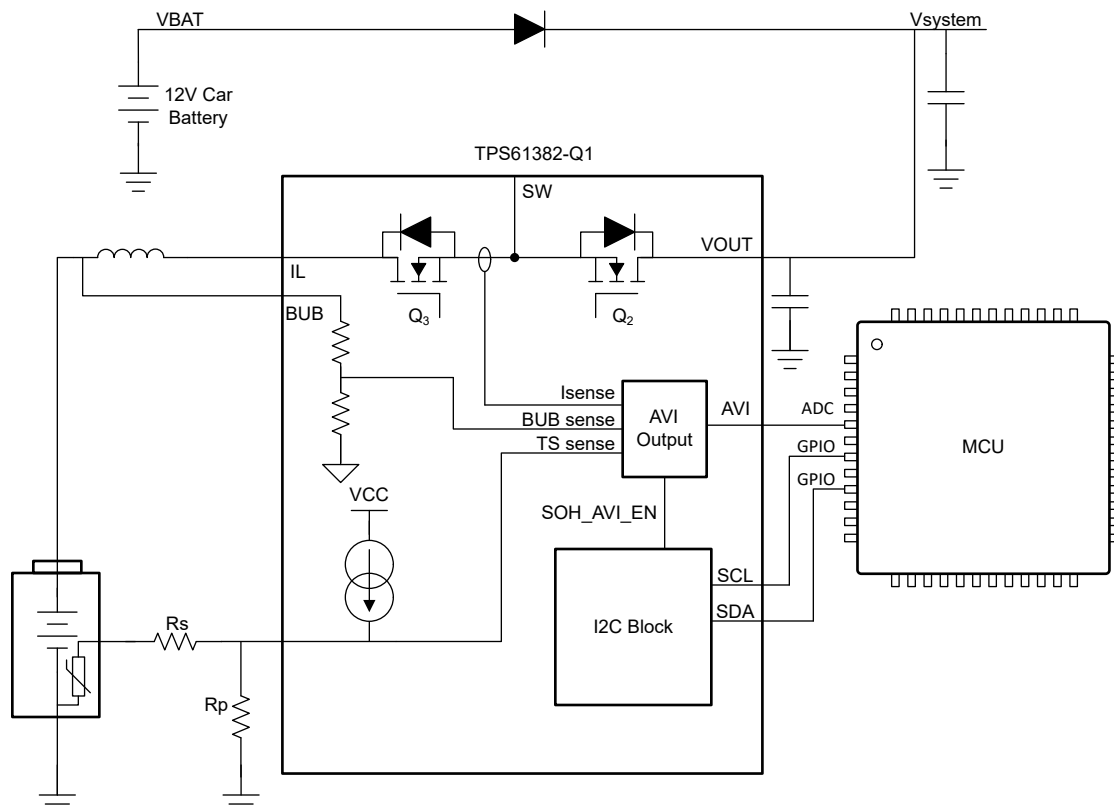 VBAT
Vsystem
12V Car
Battery
TPS61382-Q1
SW
VOUT
IL
BUB
Q3
Q2
Isense
BUB sense
TS sense
AVI
Output
AVI
ADC
GPIO
GPIO
MCU
VCC
SOH_AVI_EN
SCL
SDA
I2C Block
Rs
Rp